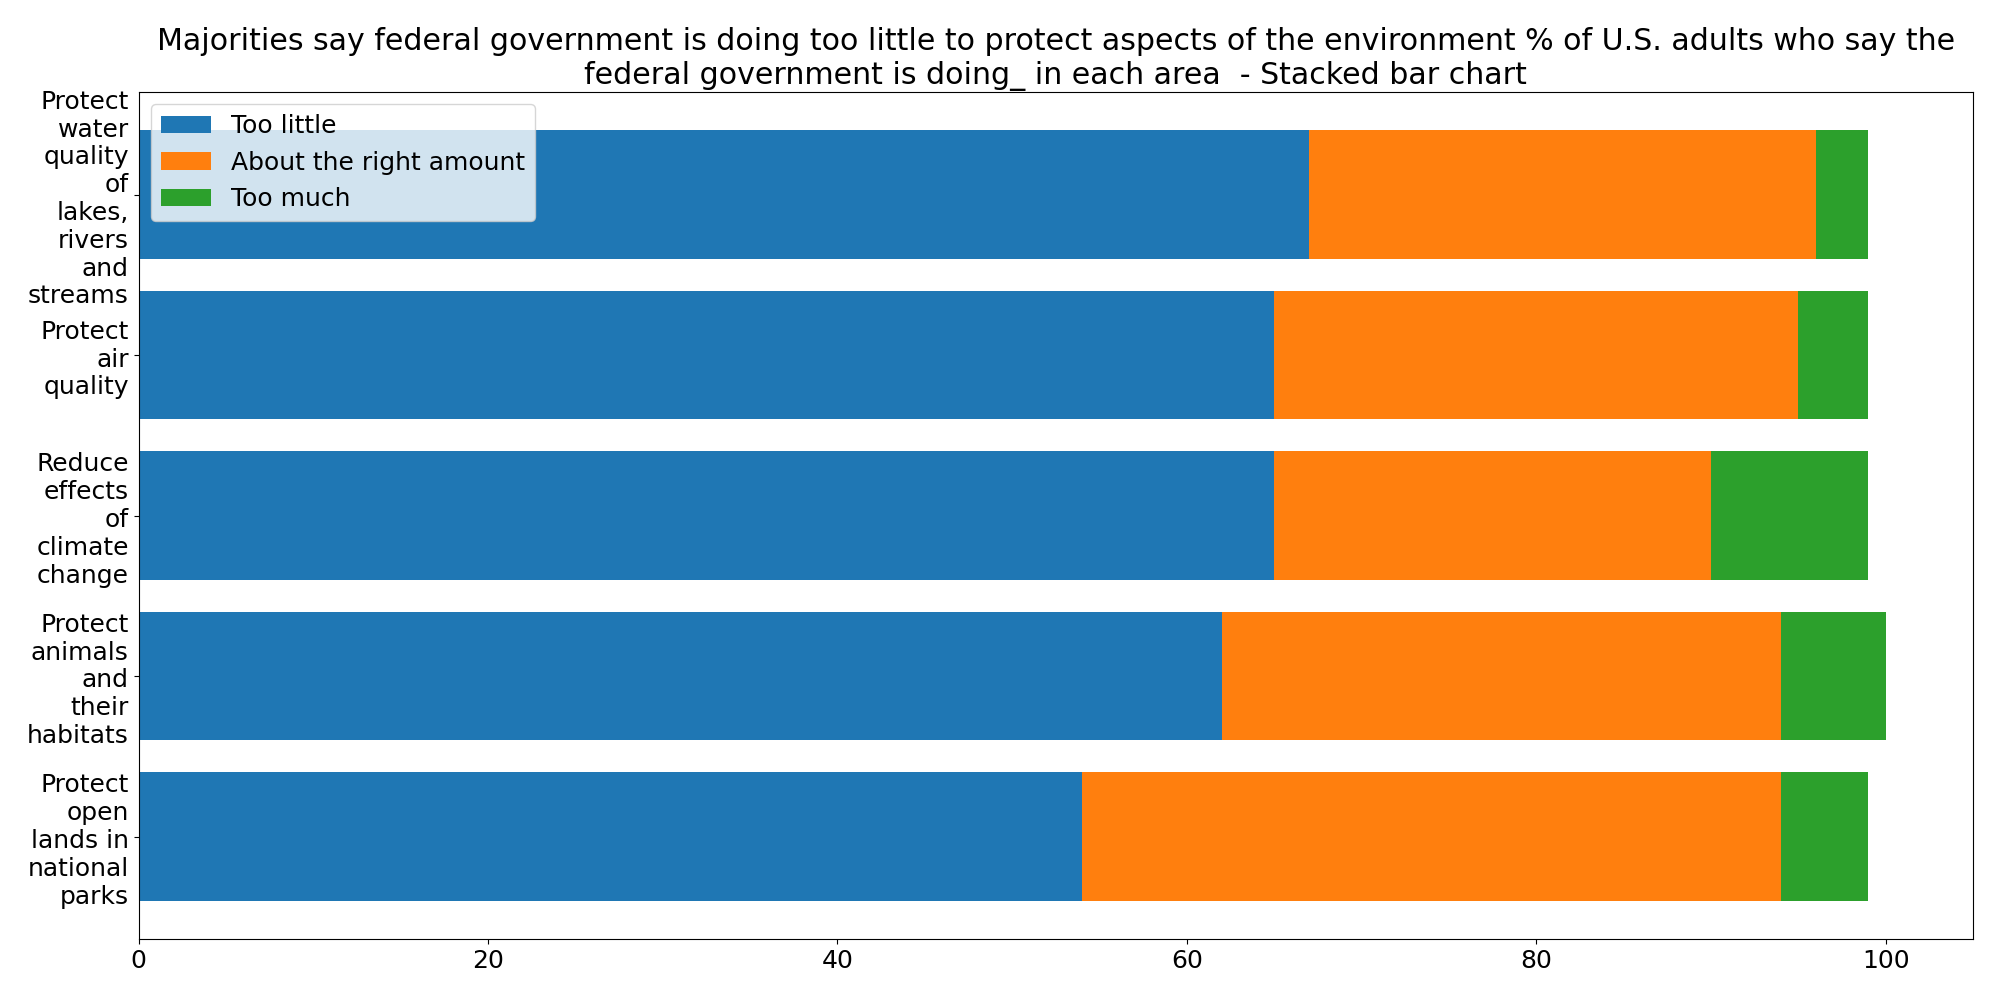 Majorities say federal government is doing too little to protect aspects of the environment % of U.S. adults who say the
federal government is doing_ in each area  - Stacked bar chart
Too little
About the right amount
Too much
Protect
water
quality
of
lakes,
rivers
and
streams
Protect
air
quality
Reduce
effects
of
climate
change
Protect
animals
and
their
habitats
Protect
open
lands in
national
parks
0 20 40 60 80 100